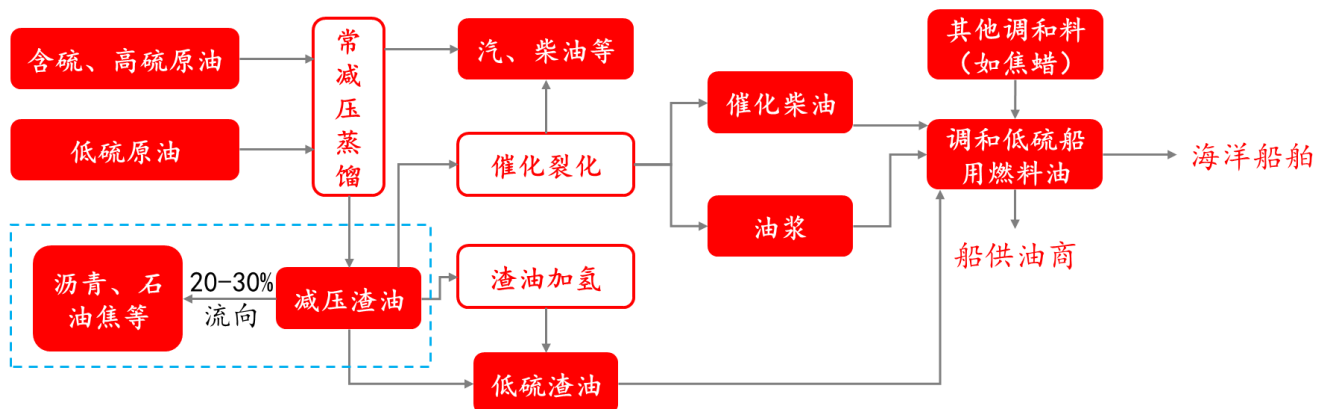 含硫、高硫原油
低硫原油
常
减
压
蒸
馏
汽、柴油等
催化裂化
催化柴油
油浆
其他调和料
（如焦蜡）
调和低硫船
用燃料油
海洋船舶
船供油商
沥青、石
油焦等
20-30%
流向
减压渣油
渣油加氢
低硫渣油